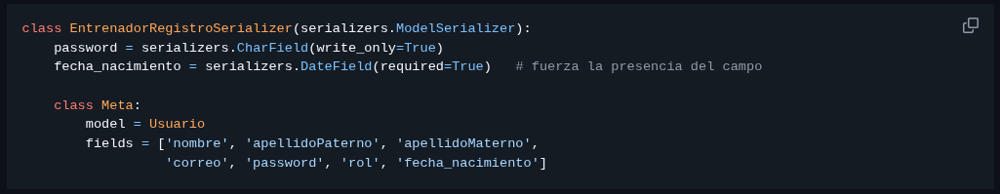 class EntrenadorRegistroSerializer(serializers.ModelSerializer):
    password = serializers.CharField(write_only=True)
    fecha_nacimiento = serializers.DateField(required=True)   # fuerza la presencia del campo

    class Meta:
        model = Usuario
        fields = ['nombre', 'apellidoPaterno', 'apellidoMaterno',
                  'correo', 'password', 'rol', 'fecha_nacimiento']